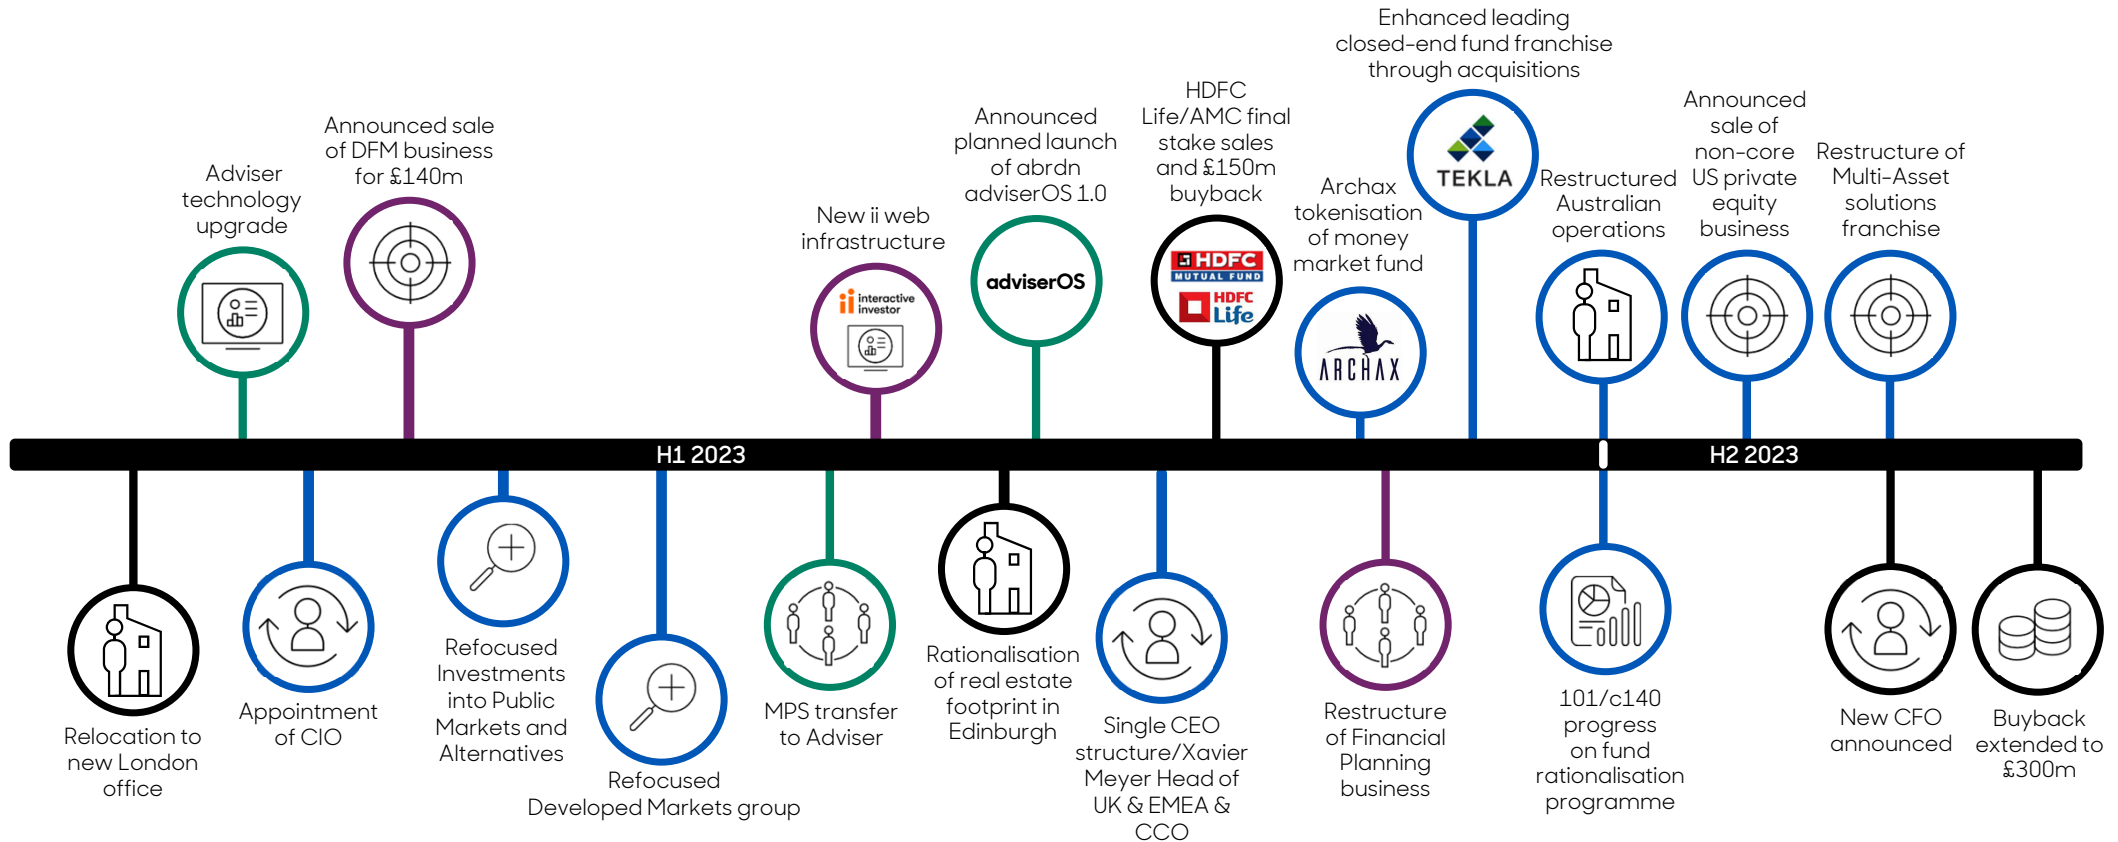 Adviser
technology
upgrade
Announced sale
of DFM business
for £140m
New ii web
infrastructure
interactive
investor
Announced
planned launch
of abrdn
adviserOS 1.0
adviserOS
HDFC
Life/AMC final
stake sales
and £150m
buyback
HDFC
MUTUAL FUND
HDFC
Life
Archax
tokenisation
of money
market fund
ARCHAX
Enhanced leading
closed-end fund franchise
through acquisitions
TEKLA
Restructured
Australian
operations
Announced
sale of
non-core
US private
equity
business
Restructure of
Multi-Asset
solutions
franchise
H1 2023
H2 2023
Relocation to
new London
office
Appointment
of CIO
Refocused
Investments
into Public
Markets and
Alternatives
Refocused
Developed Markets group
MPS transfer
to Adviser
Rationalisation
of real estate
footprint in
Edinburgh
Single CEO
structure/Xavier
Meyer Head of
UK & EMEA &
CCO
Restructure
of Financial
Planning
business
101/c140
progress
on fund
rationalisation
programme
New CFO
announced
Buyback
extended to
£300m